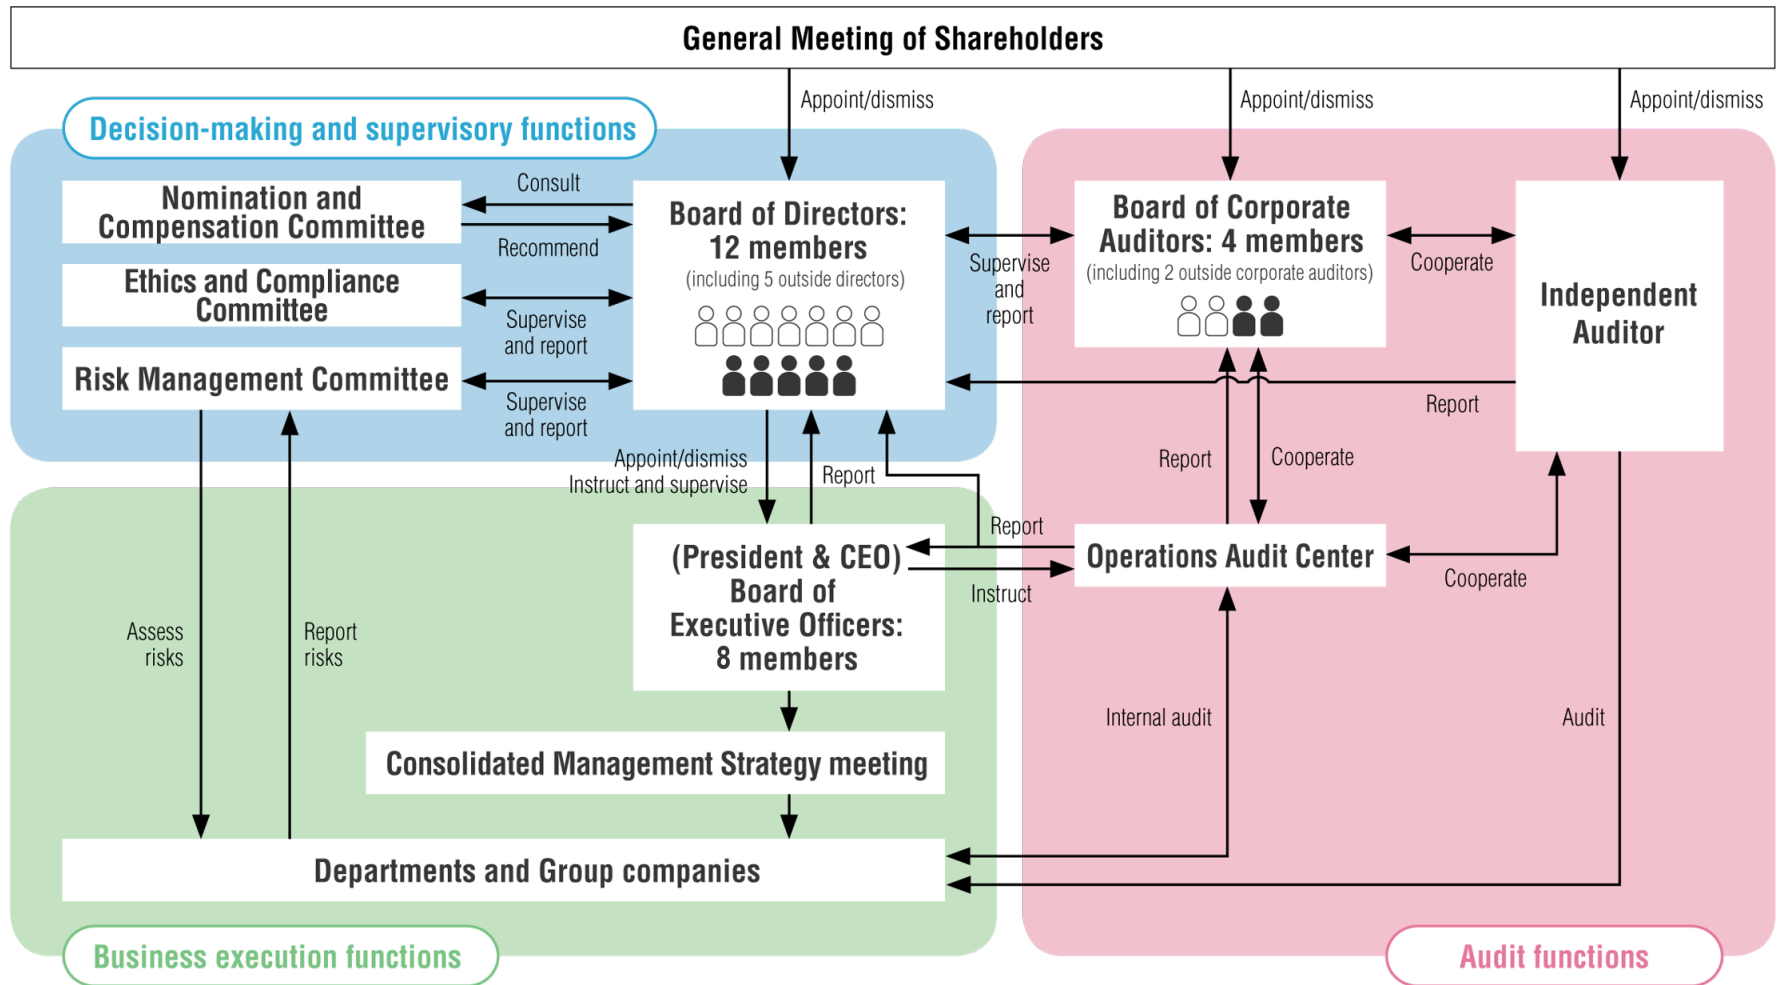 General Meeting of Shareholders
Appoint/dismiss
Appoint/dismiss
Appoint/dismiss
Decision-making and supervisory functions
Nomination and
Compensation Committee
Consult
Recommend
Board of Directors:
12 members
(including 5 outside directors)
Supervise
and
report
Board of Corporate
Auditors: 4 members
(including 2 outside corporate auditors)
Cooperate
Independent
Auditor
Ethics and Compliance
Committee
Supervise
and report
Risk Management Committee
Supervise
and report
Report
Appoint/dismiss
Instruct and supervise
Report
Report
Cooperate
Report
Instruct
(President & CEO)
Board of
Executive Officers:
8 members
Operations Audit Center
Cooperate
Assess
risks
Report
risks
Internal audit
Audit
Consolidated Management Strategy meeting
Departments and Group companies
Business execution functions
Audit functions